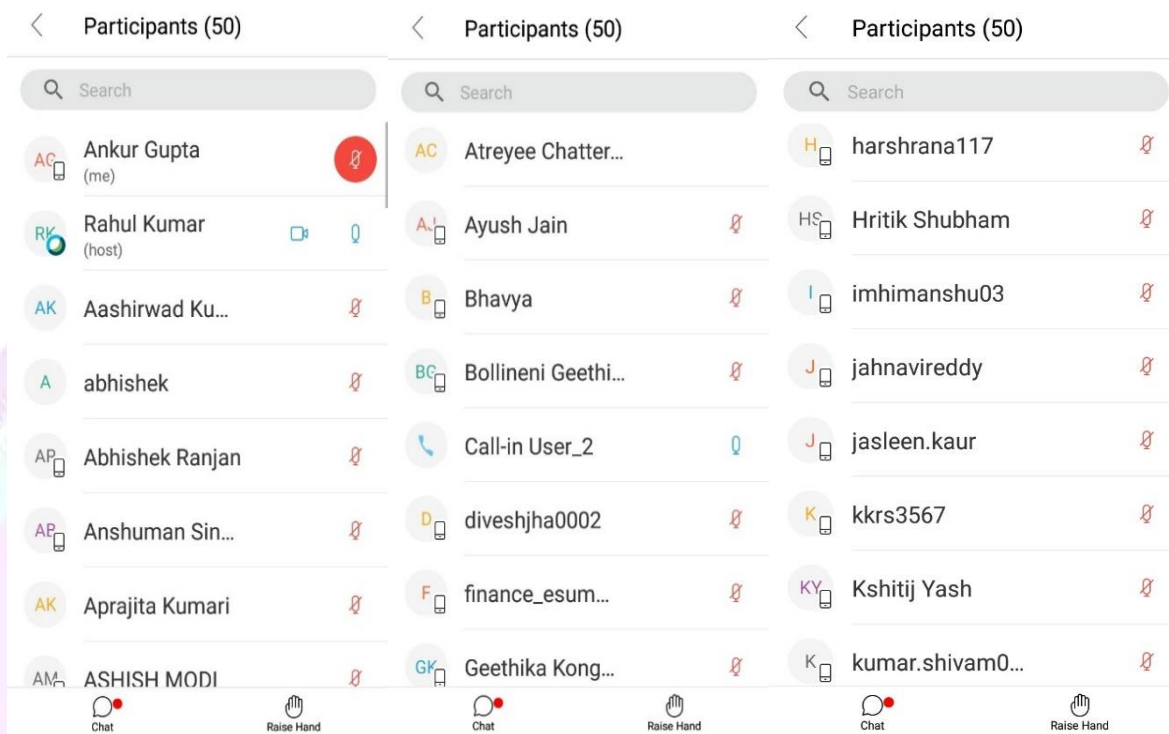 Participants (50)
Search
AG
Ankur Gupta
(me)
RK
Rahul Kumar
(host)
AK
Aashirwad Ku...
A
abhishek
AP
Abhishek Ranjan
AB
Anshuman Sin...
AK
Aprajita Kumari
AM
ASHISH MODI
Chat
Raise Hand
Participants (50)
Search
AC
Atreyee Chatter...
AJ
Ayush Jain
B
Bhavya
BG
Bollineni Geethi...
Call-in User_2
D
diveshjha0002
F
finance_esum...
GK
Geethika Kong...
Chat
Raise Hand
Participants (50)
Search
H
harshrana117
HS
Hritik Shubham
I
imhimanshu03
J
jahnavireddy
J
jasleen.kaur
K
kkrs3567
KY
Kshitij Yash
K
kumar.shivam0...
Chat
Raise Hand